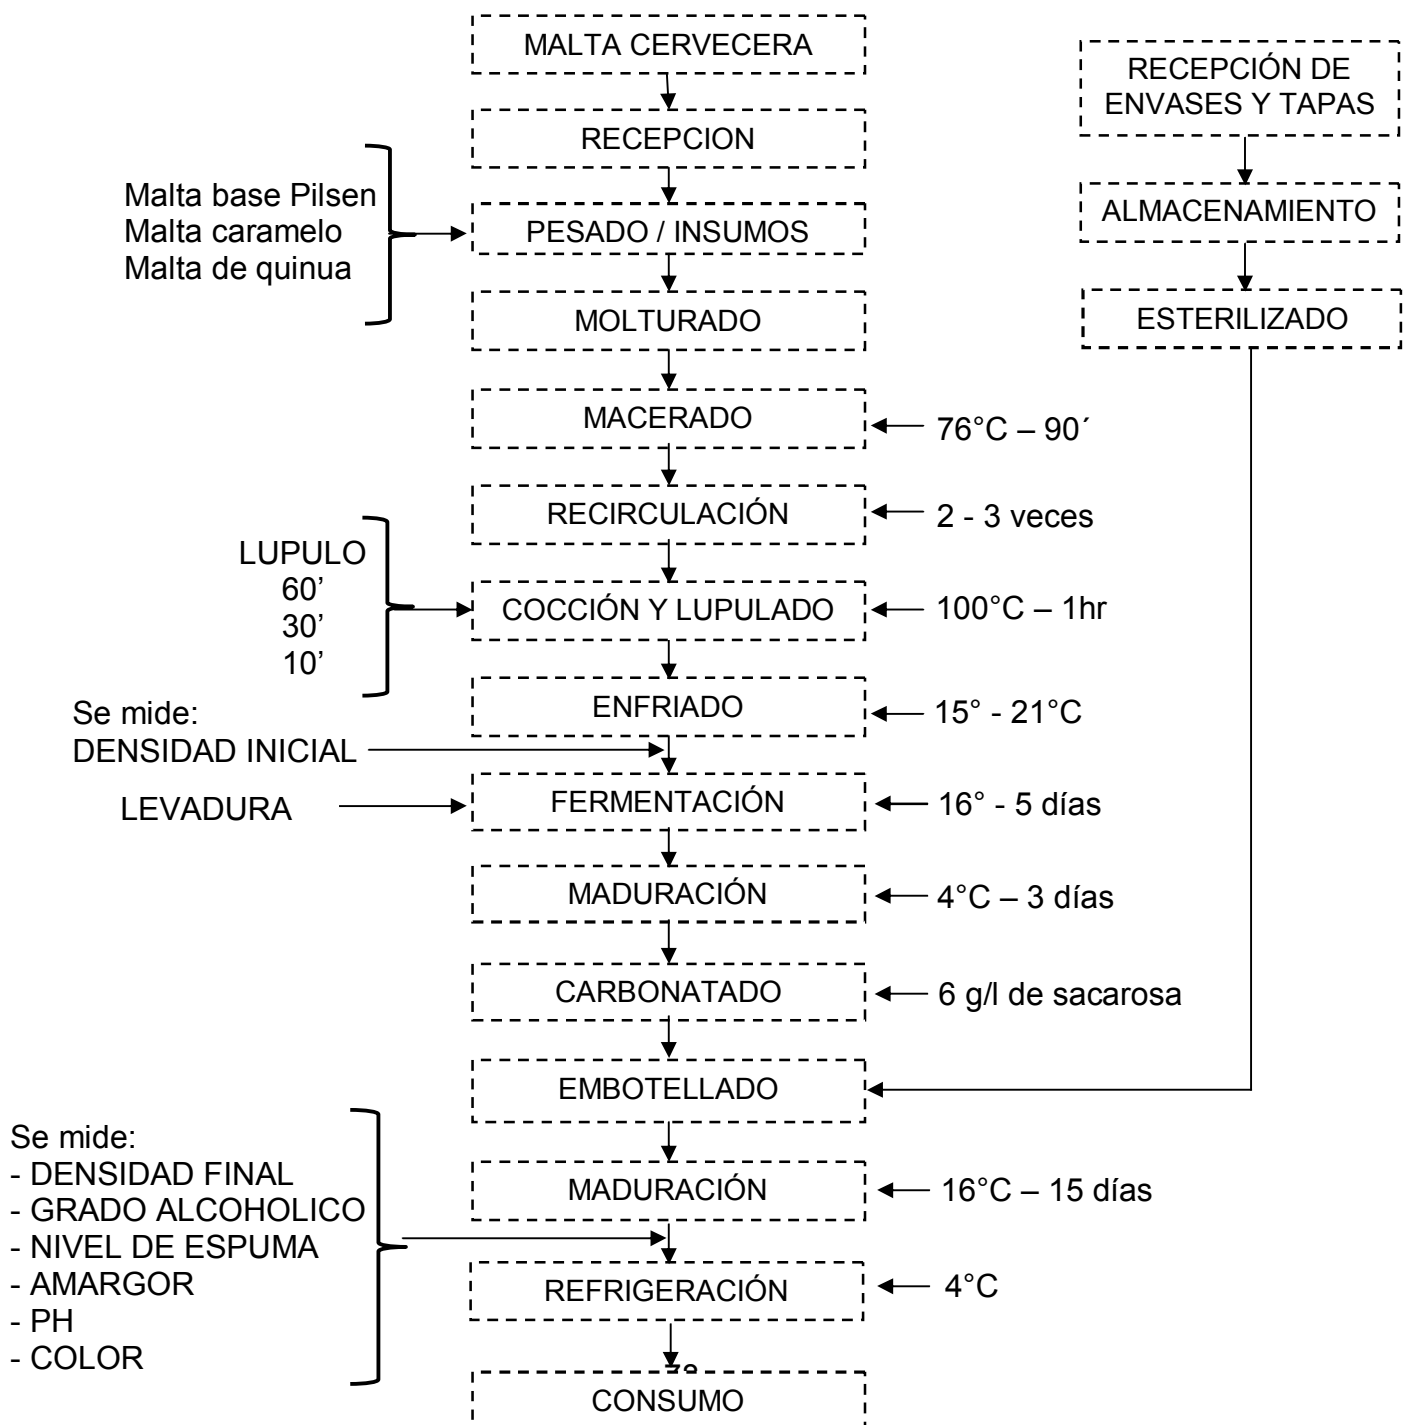 MALTA CERVECERA
RECEPCIÓN DE
ENVASES Y TAPAS
RECEPCION
Malta base Pilsen
Malta caramelo
Malta de quinua
PESADO / INSUMOS
ALMACENAMIENTO
MOLTURADO
ESTERILIZADO
MACERADO
76°C – 90´
RECIRCULACIÓN
2 - 3 veces
LUPULO
60’
30’
10’
COCCIÓN Y LUPULADO
100°C – 1hr
ENFRIADO
15° - 21°C
Se mide:
DENSIDAD INICIAL
LEVADURA
FERMENTACIÓN
16° - 5 días
MADURACIÓN
4°C – 3 días
CARBONATADO
6 g/l de sacarosa
EMBOTELLADO
Se mide:
- DENSIDAD FINAL
- GRADO ALCOHOLICO
- NIVEL DE ESPUMA
- AMARGOR
- PH
- COLOR
MADURACIÓN
16°C – 15 días
REFRIGERACIÓN
4°C
CONSUMO